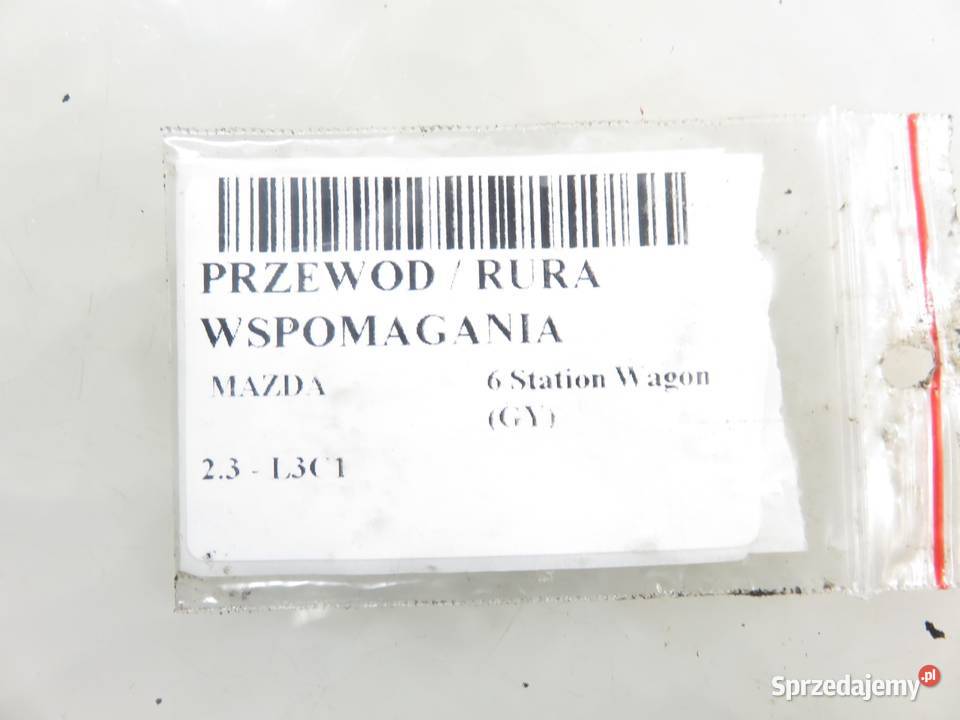 PRZEWOD / RURA
WSPOMAGANIA
MAZDA
6 Station Wagon
(GY)
2.3 - L3C1
Sprzedajemy.pl